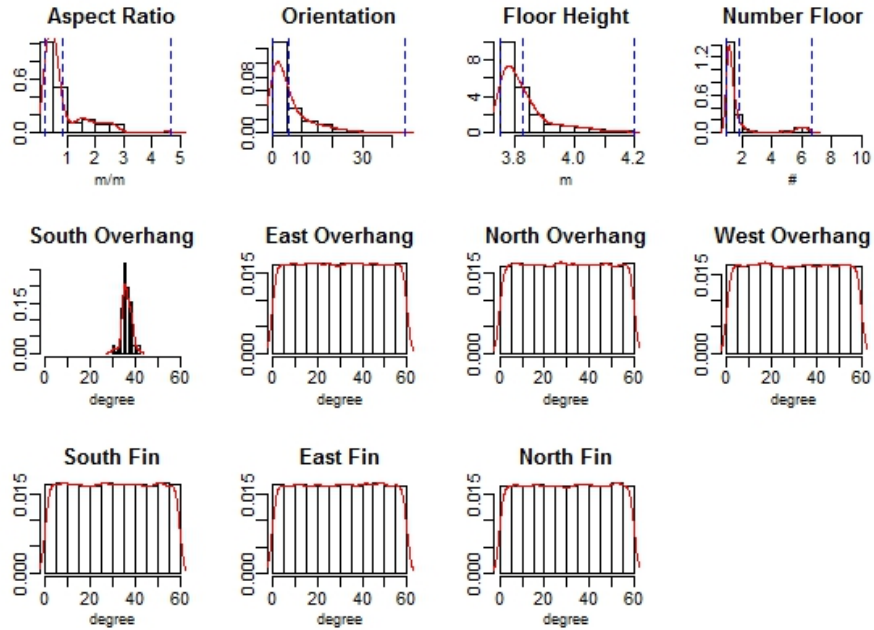 Aspect Ratio
0.0 0.6
1 2 3 4 5
m/m
Orientation
0.00 0.08
0 10 30
Floor Height
0 4 8
3.8 4.0 4.2
m
Number Floor
0.0 0.6 1.2
2 4 6 8 10
#
South Overhang
0.00 0.15
0 20 40 60
degree
East Overhang
0.000 0.015
0 20 40 60
degree
North Overhang
0.000 0.015
0 20 40 60
degree
West Overhang
0.000 0.015
0 20 40 60
degree
South Fin
0.000 0.015
0 20 40 60
degree
East Fin
0.000 0.015
0 20 40 60
degree
North Fin
0.000 0.015
0 20 40 60
degree